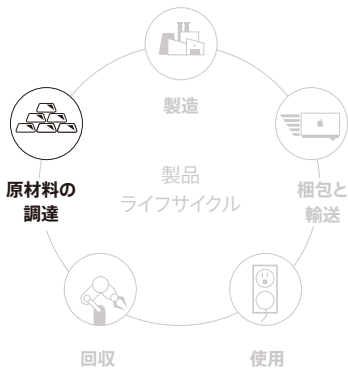 製造
原材料の
調達
製品
ライフサイクル
梱包と
輸送
回収
使用